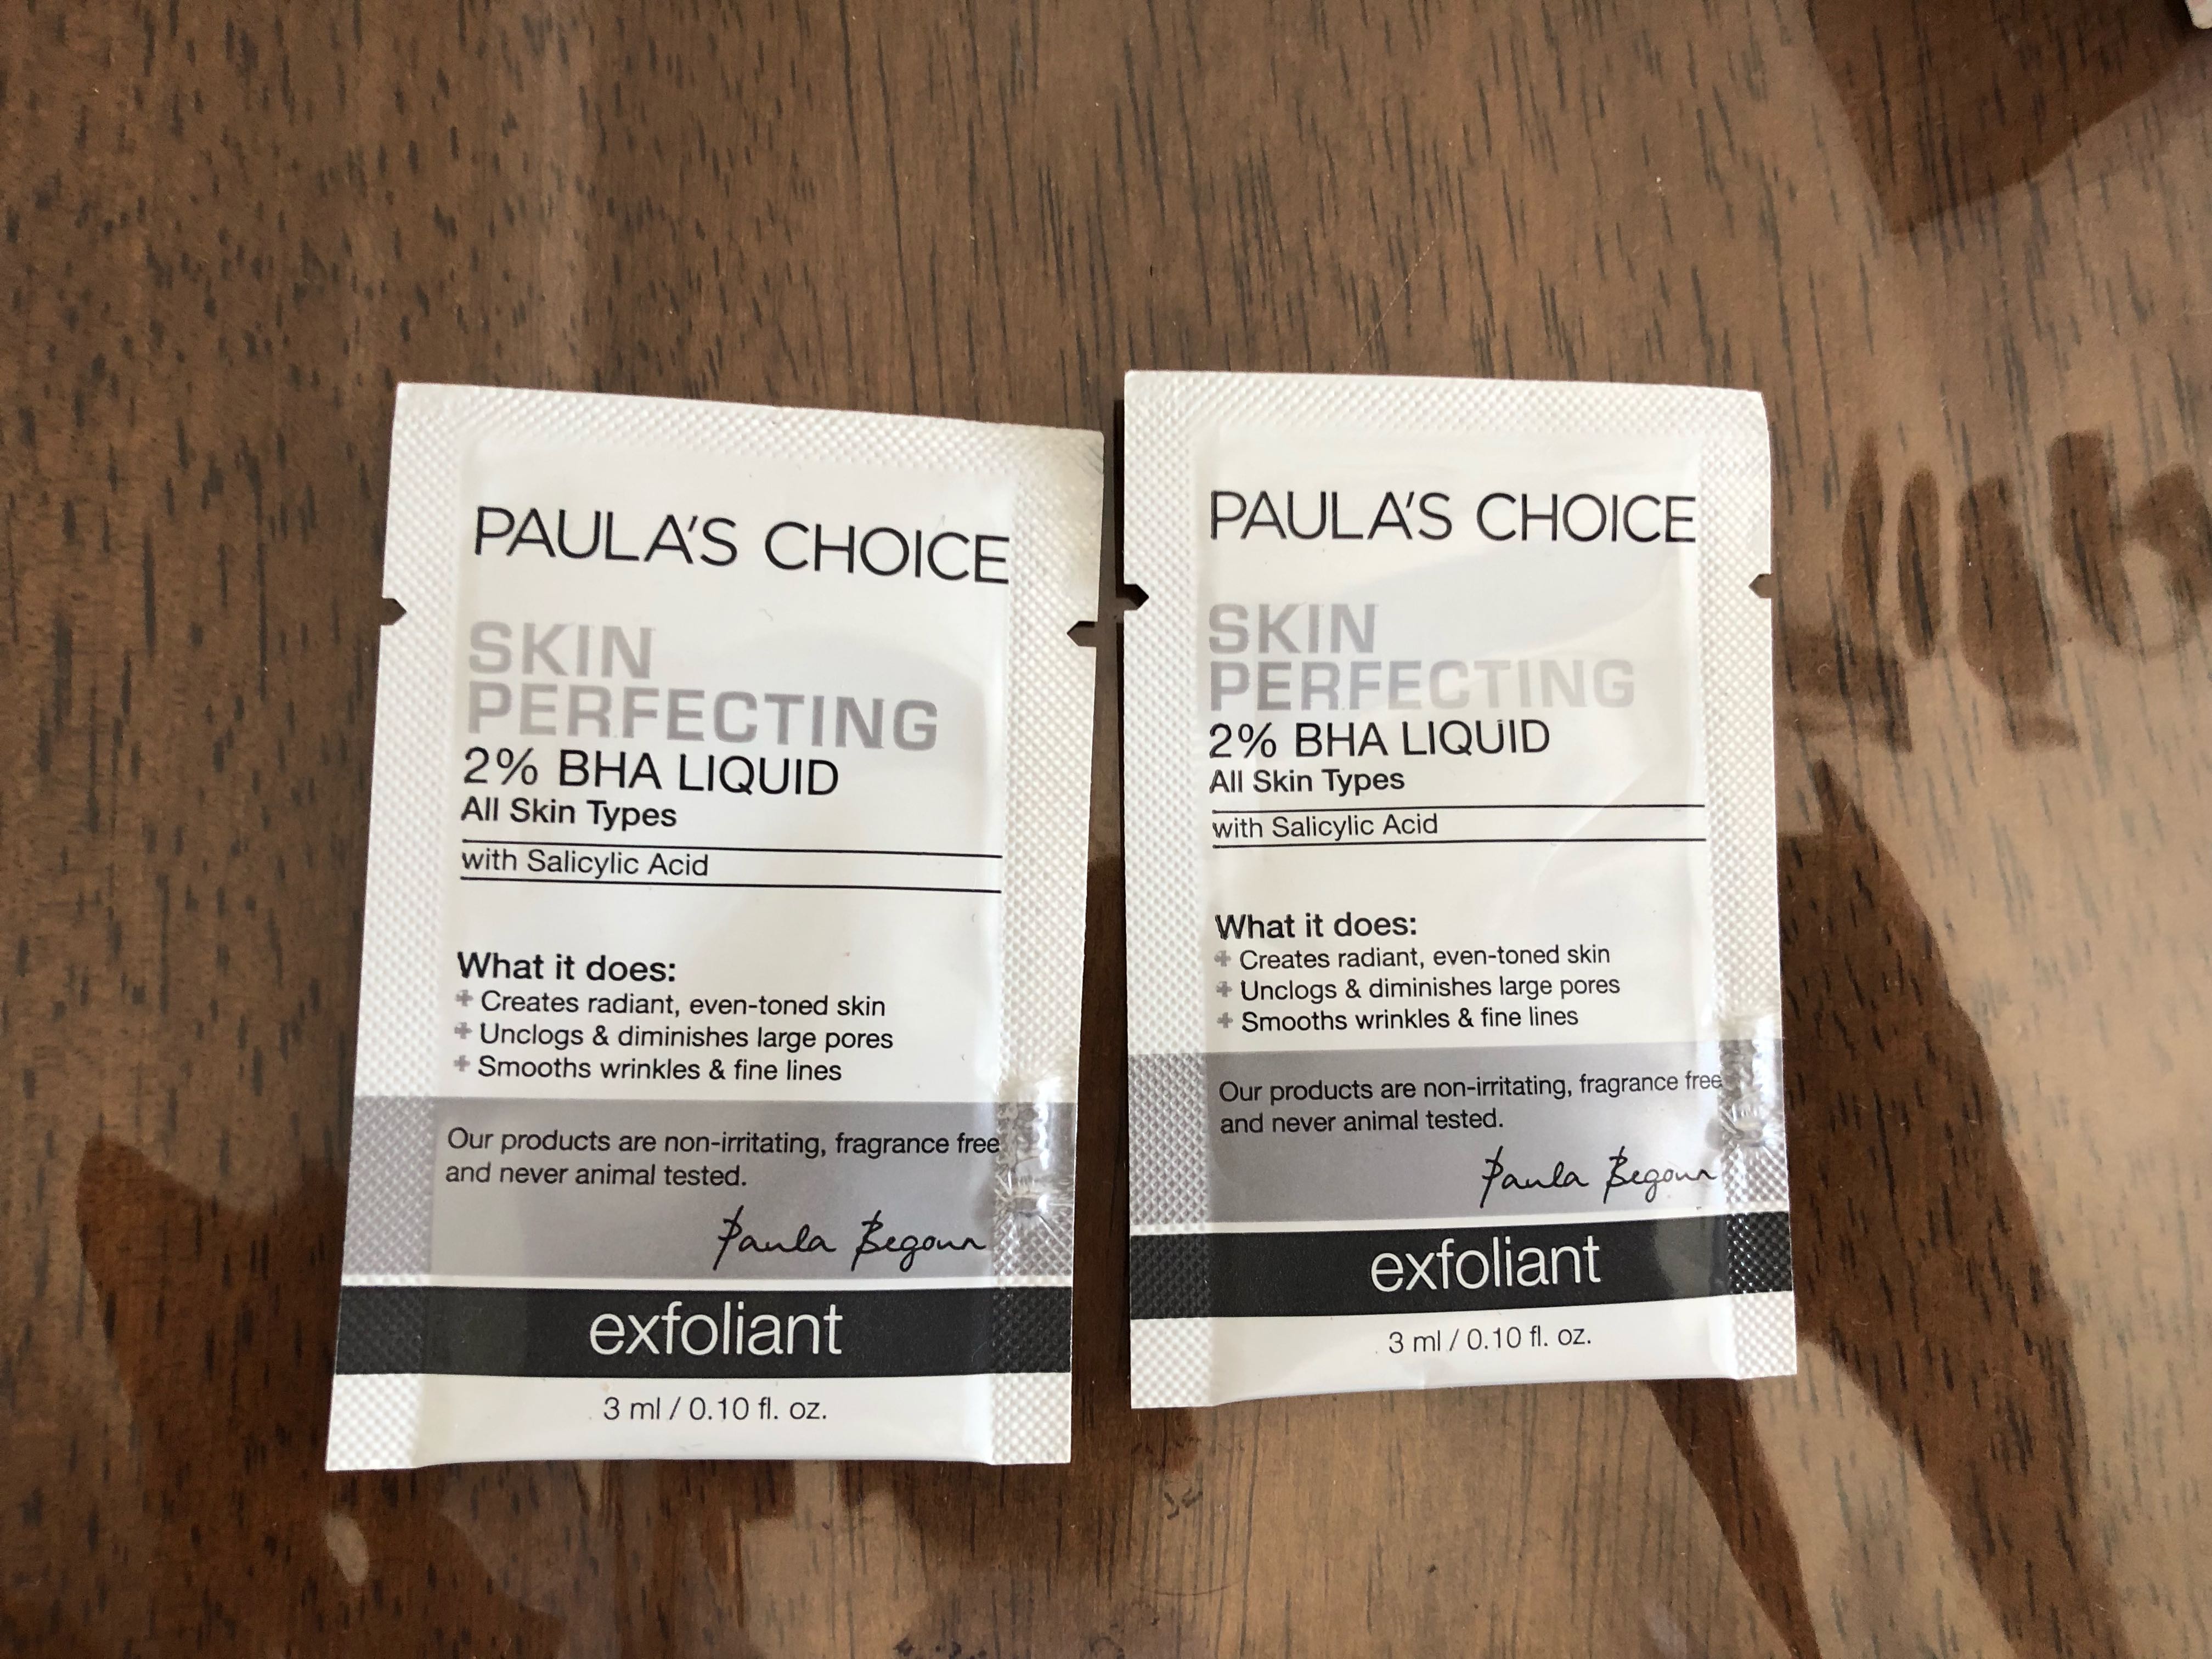 PAULA'S CHOICE
SKIN
PERFECTING
2% BHA LIQUID
All Skin Types
with Salicylic Acid
What it does:
+ Creates radiant, even-toned skin
+ Unclogs & diminishes large pores
+ Smooths wrinkles & fine lines
Our products are non-irritating, fragrance free
and never animal tested.
Paula Begoun
exfoliant
3 ml / 0.10 fl. oz.
PAULA'S CHOICE
SKIN
PERFECTING
2% BHA LIQUID
All Skin Types
with Salicylic Acid
What it does:
+ Creates radiant, even-toned skin
+ Unclogs & diminishes large pores
+ Smooths wrinkles & fine lines
Our products are non-irritating, fragrance free
and never animal tested.
Paula Begoun
exfoliant
3 ml / 0.10 fl. oz.